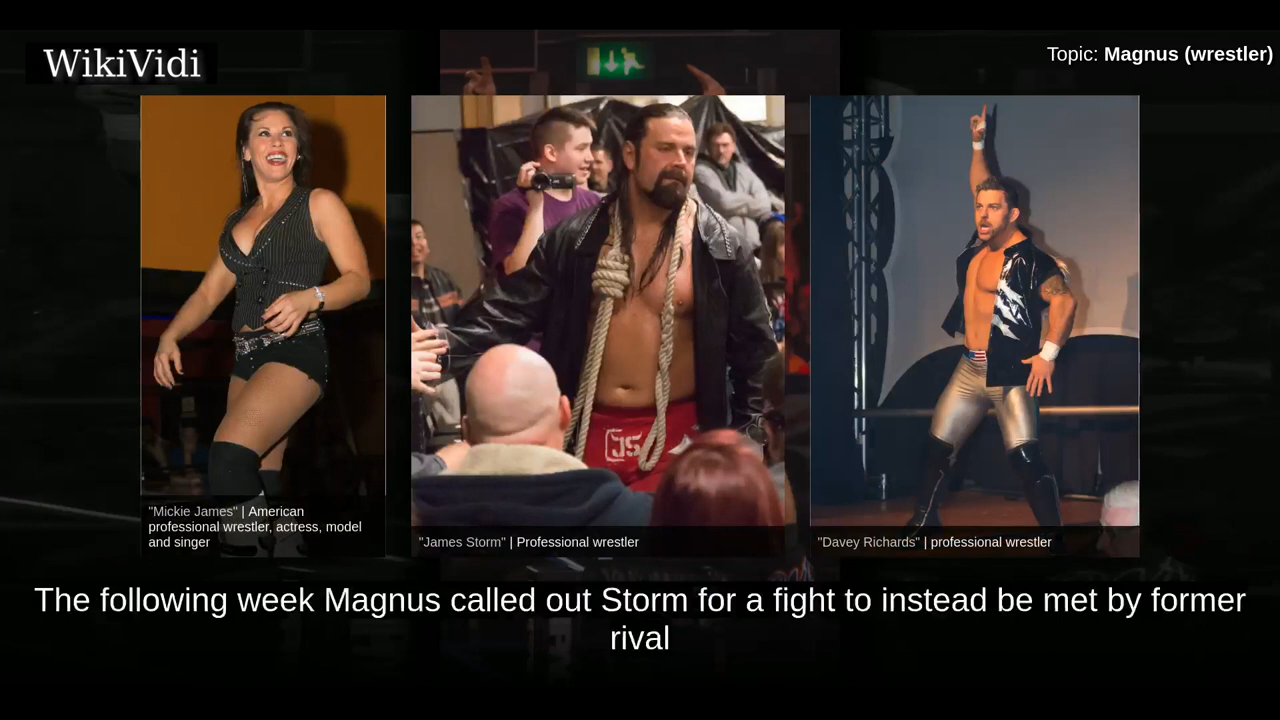 WikiVidi
Topic: Magnus (wrestler)
JS
"Mickie James" | American
professional wrestler, actress, model
and singer
"James Storm" | Professional wrestler
"Davey Richards" | professional wrestler
The following week Magnus called out Storm for a fight to instead be met by former
rival